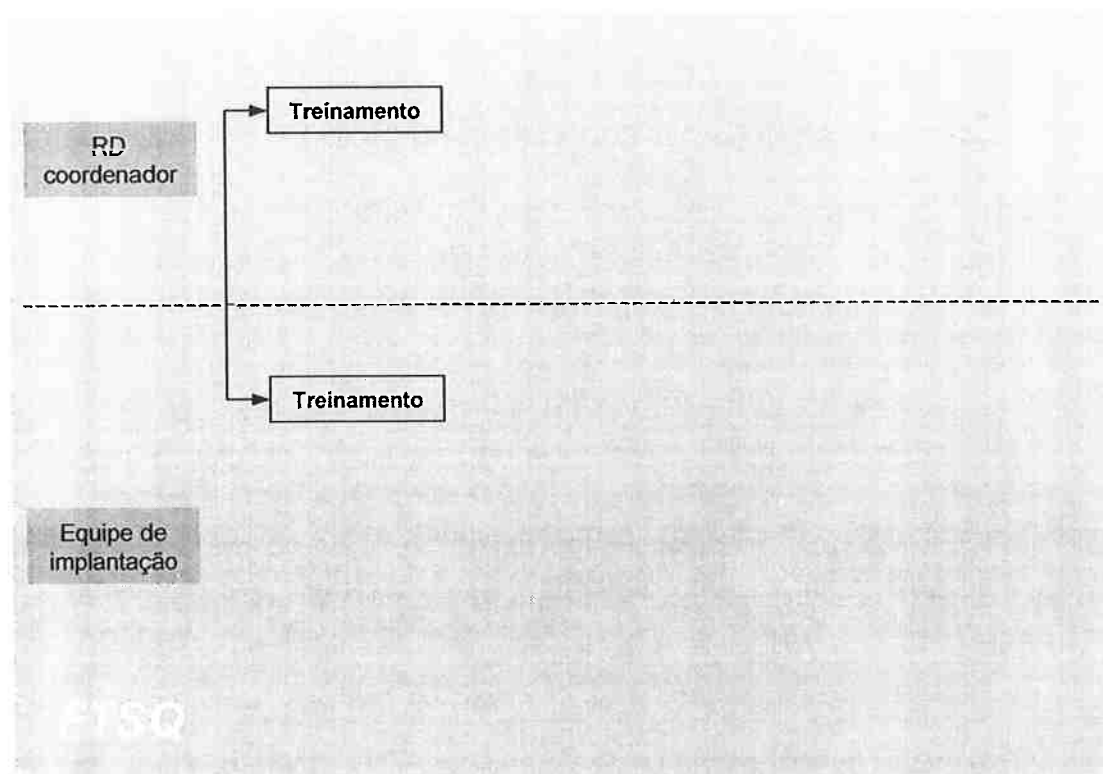 Treinamento
RD
coordenador
Treinamento
Equipe de
implantação